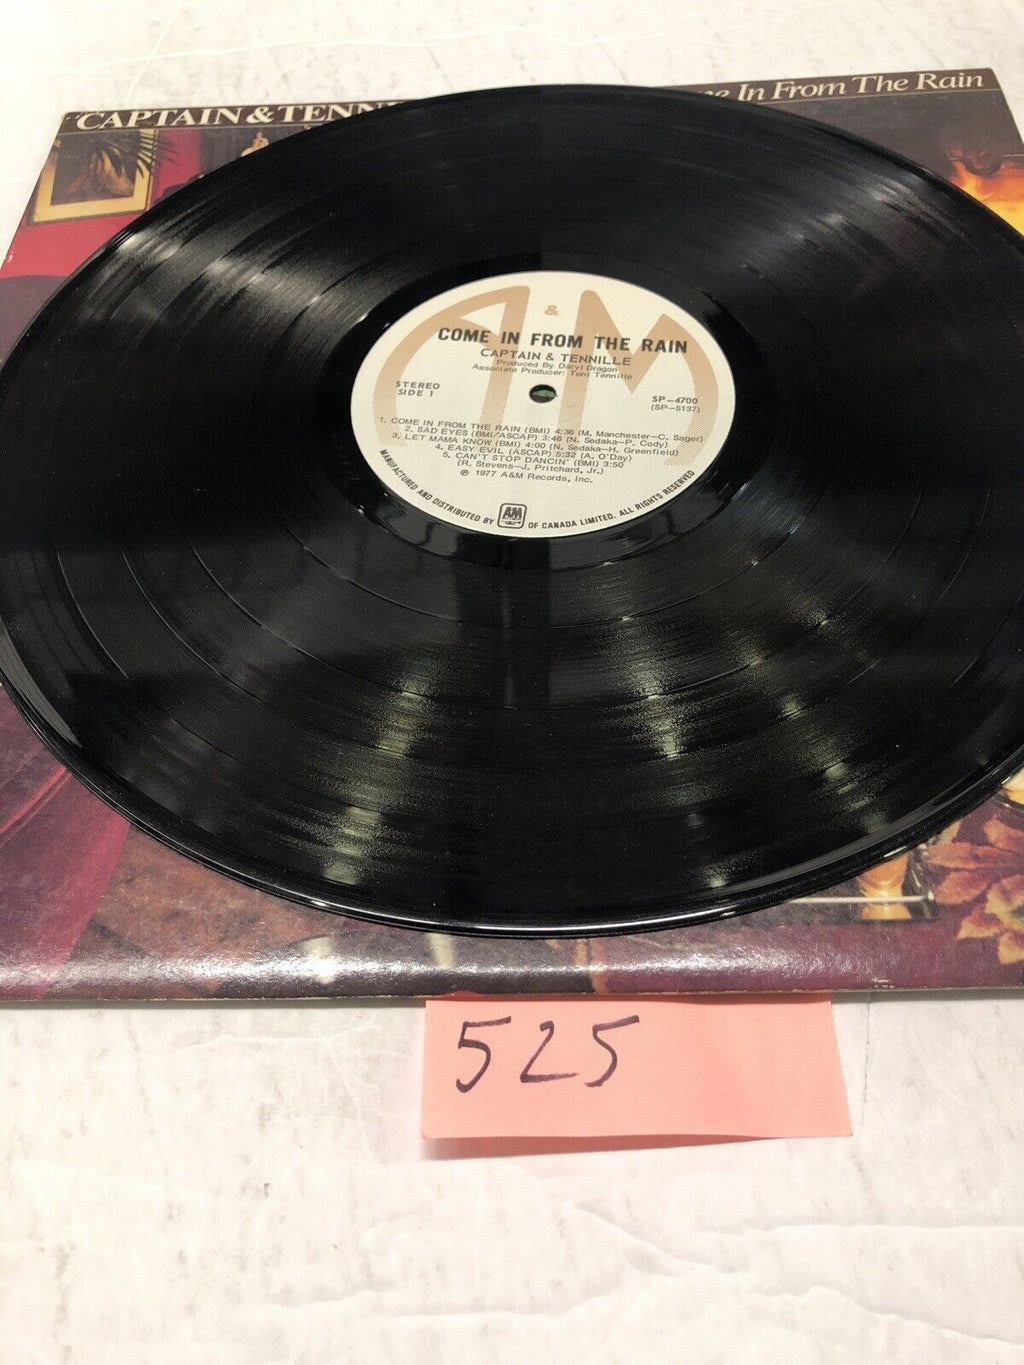 "CAPTAIN & TENN
me In From The Rain
&
COME IN FROM THE RAIN
CAPTAIN & TENNILLE
Produced By Daryl Dragon
Associate Producer: Toni Tennille
STEREO
SIDE 1
SP-4700
(SP-5137)
1. COME IN FROM THE RAIN (BMI) 4:36 (M. Manchester-C. Sager)
2. SAD EYES (BMI/ASCAP) 3:46 (N. Sedaka-P. Cody)
3. LET MAMA KNOW (BMI) 4:00 (N. Sedaka-H. Greenfield)
4. EASY EVIL (ASCAP) 5:32 (A. O'Day)
5. CAN'T STOP DANCIN' (BMI) 3:50
(R. Stevens-J. Pritchard, Jr.)
℗ 1977 A&M Records, Inc.
MANUFACTURED AND DISTRIBUTED BY A&M OF CANADA LIMITED. ALL RIGHTS RESERVED
525